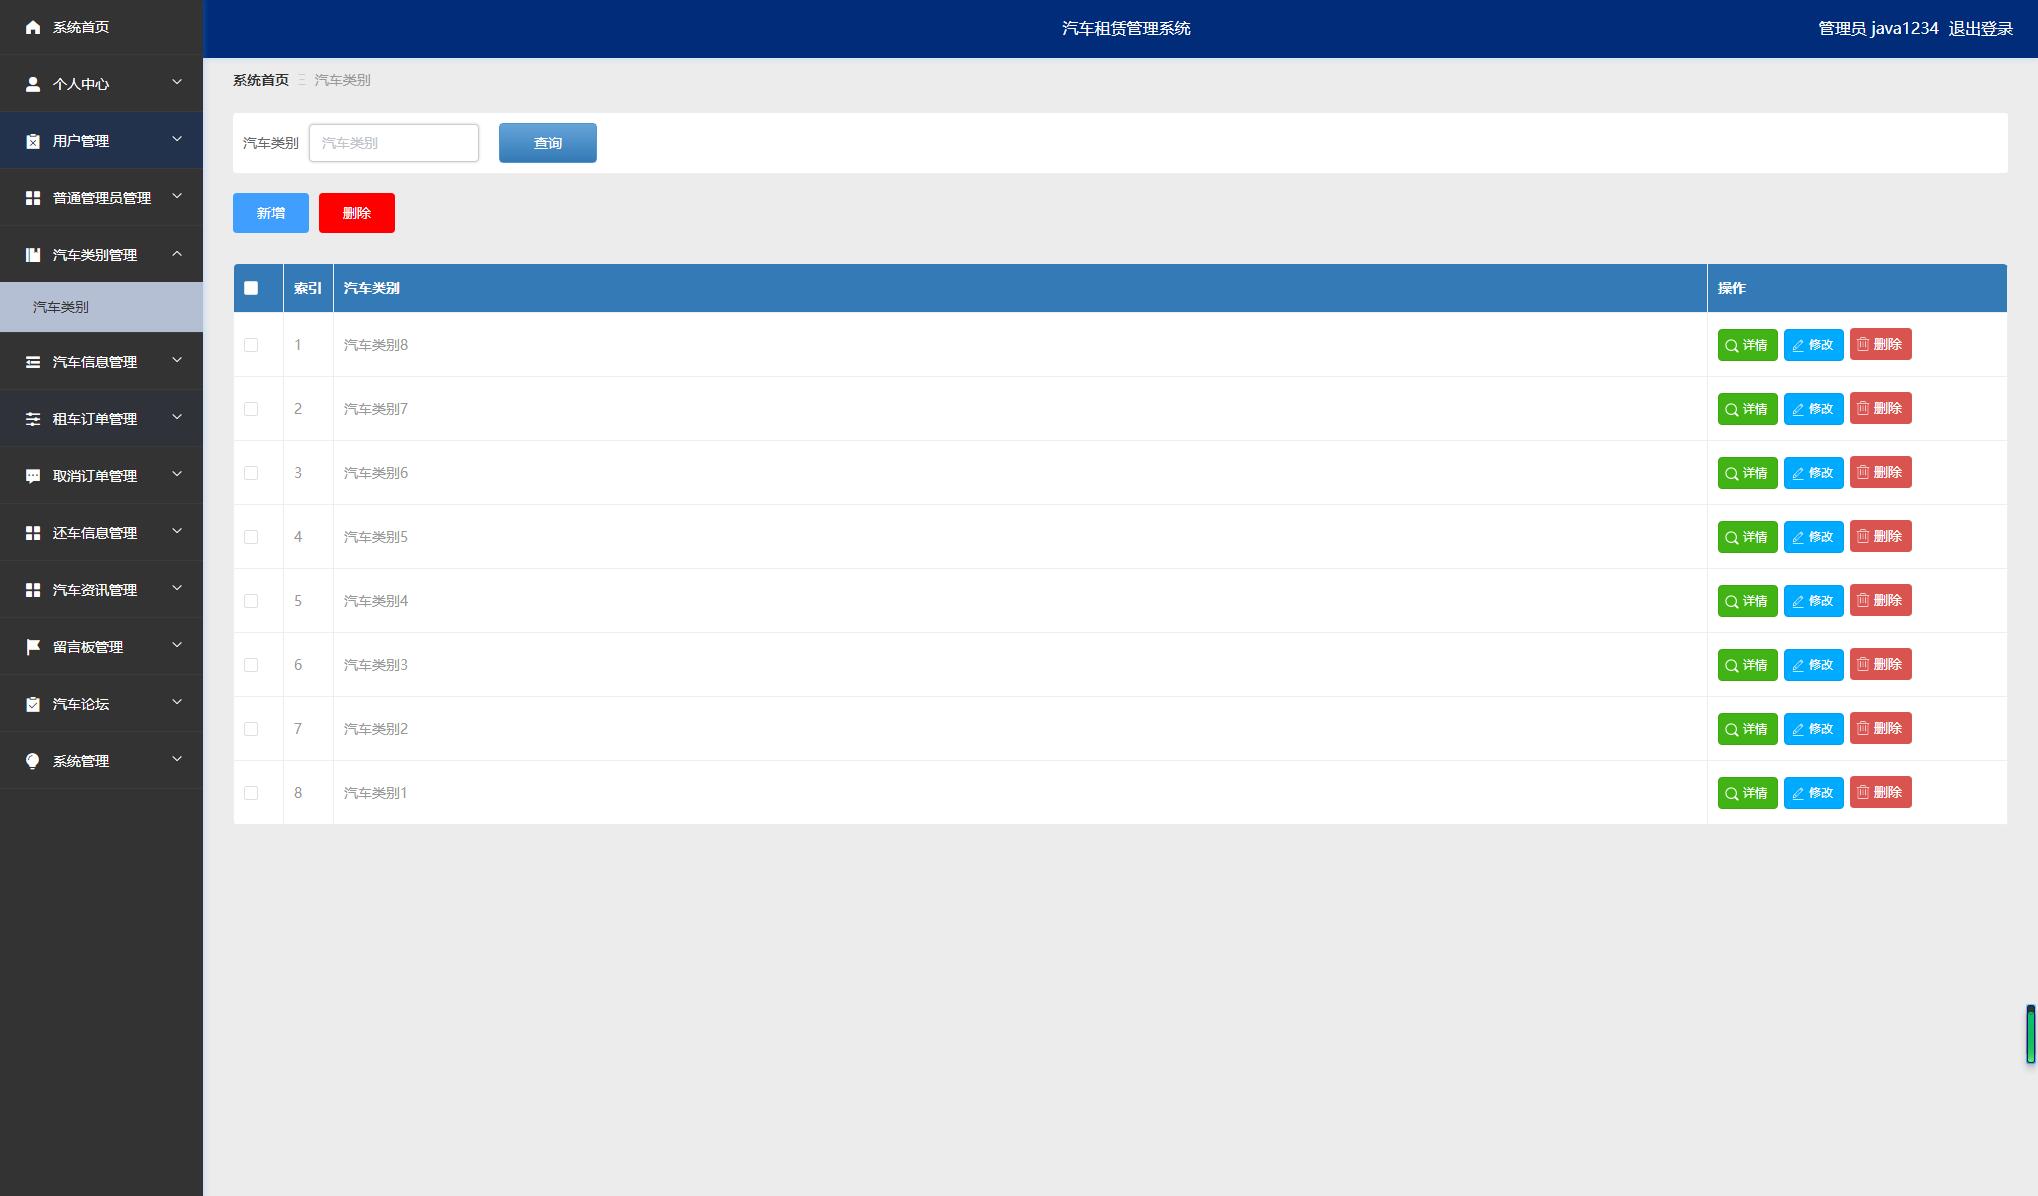 系统首页
个人中心
用户管理
普通管理员管理
汽车类别管理
汽车类别
汽车信息管理
租车订单管理
取消订单管理
还车信息管理
汽车资讯管理
留言板管理
汽车论坛
系统管理
汽车租赁管理系统
管理员 java1234 退出登录
系统首页 汽车类别
汽车类别 汽车类别 查询
新增 删除
索引 汽车类别 操作
1 汽车类别8 详情 修改 删除
2 汽车类别7 详情 修改 删除
3 汽车类别6 详情 修改 删除
4 汽车类别5 详情 修改 删除
5 汽车类别4 详情 修改 删除
6 汽车类别3 详情 修改 删除
7 汽车类别2 详情 修改 删除
8 汽车类别1 详情 修改 删除